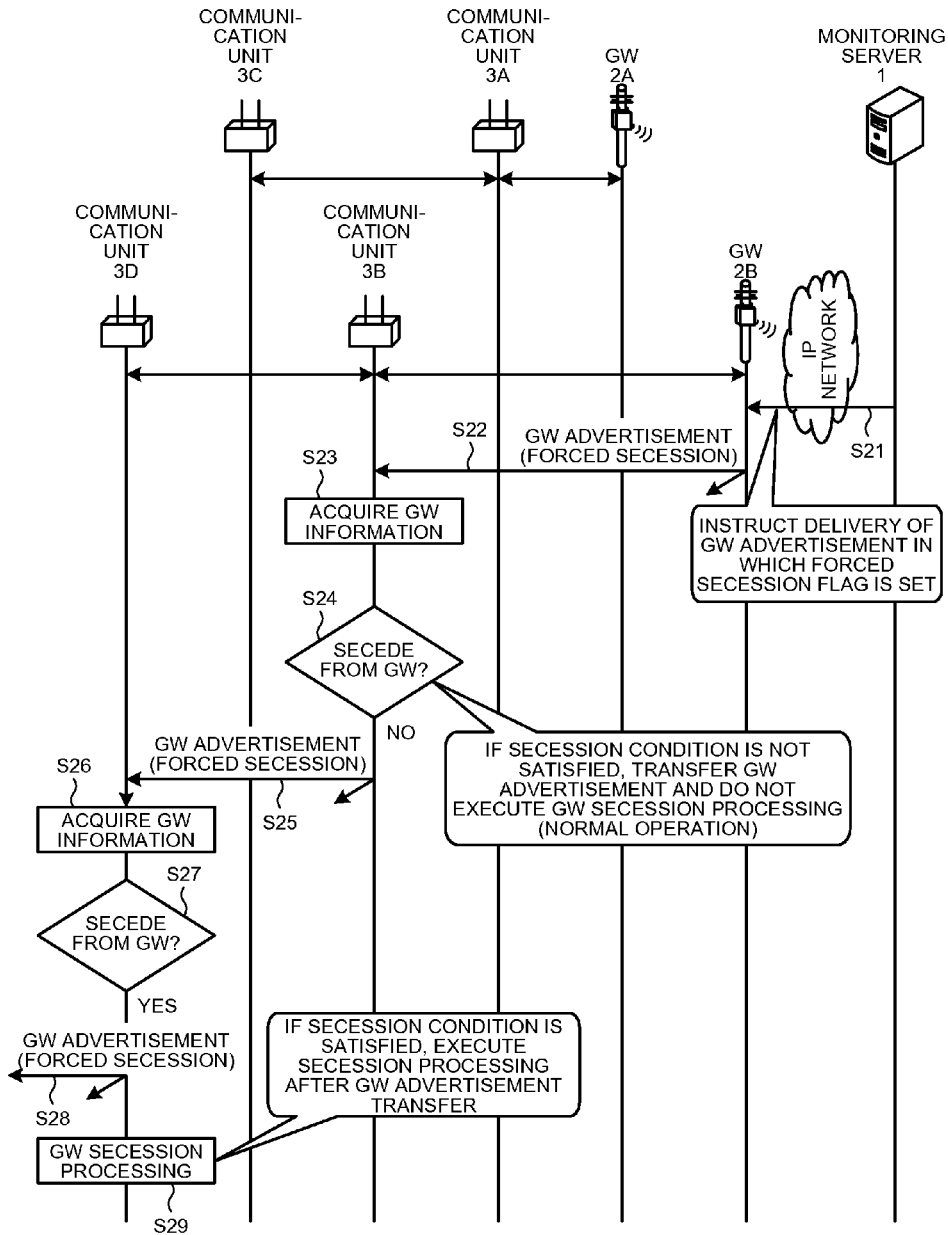 COMMUNI-
CATION
UNIT
3C
COMMUNI-
CATION
UNIT
3A
GW
2A
MONITORING
SERVER
1
COMMUNI-
CATION
UNIT
3D
COMMUNI-
CATION
UNIT
3B
GW
2B
IP
NETWORK
S21
S22
GW ADVERTISEMENT
(FORCED SECESSION)
S23
ACQUIRE GW
INFORMATION
INSTRUCT DELIVERY OF
GW ADVERTISEMENT IN
WHICH FORCED
SECESSION FLAG IS SET
S24
SECEDE
FROM GW?
NO
IF SECESSION CONDITION IS NOT
SATISFIED, TRANSFER GW
ADVERTISEMENT AND DO NOT
EXECUTE GW SECESSION PROCESSING
(NORMAL OPERATION)
GW ADVERTISEMENT
(FORCED SECESSION)
S25
S26
ACQUIRE GW
INFORMATION
S27
SECEDE
FROM GW?
YES
GW ADVERTISEMENT
(FORCED SECESSION)
S28
IF SECESSION CONDITION IS
SATISFIED, EXECUTE
SECESSION PROCESSING
AFTER GW ADVERTISEMENT
TRANSFER
GW SECESSION
PROCESSING
S29